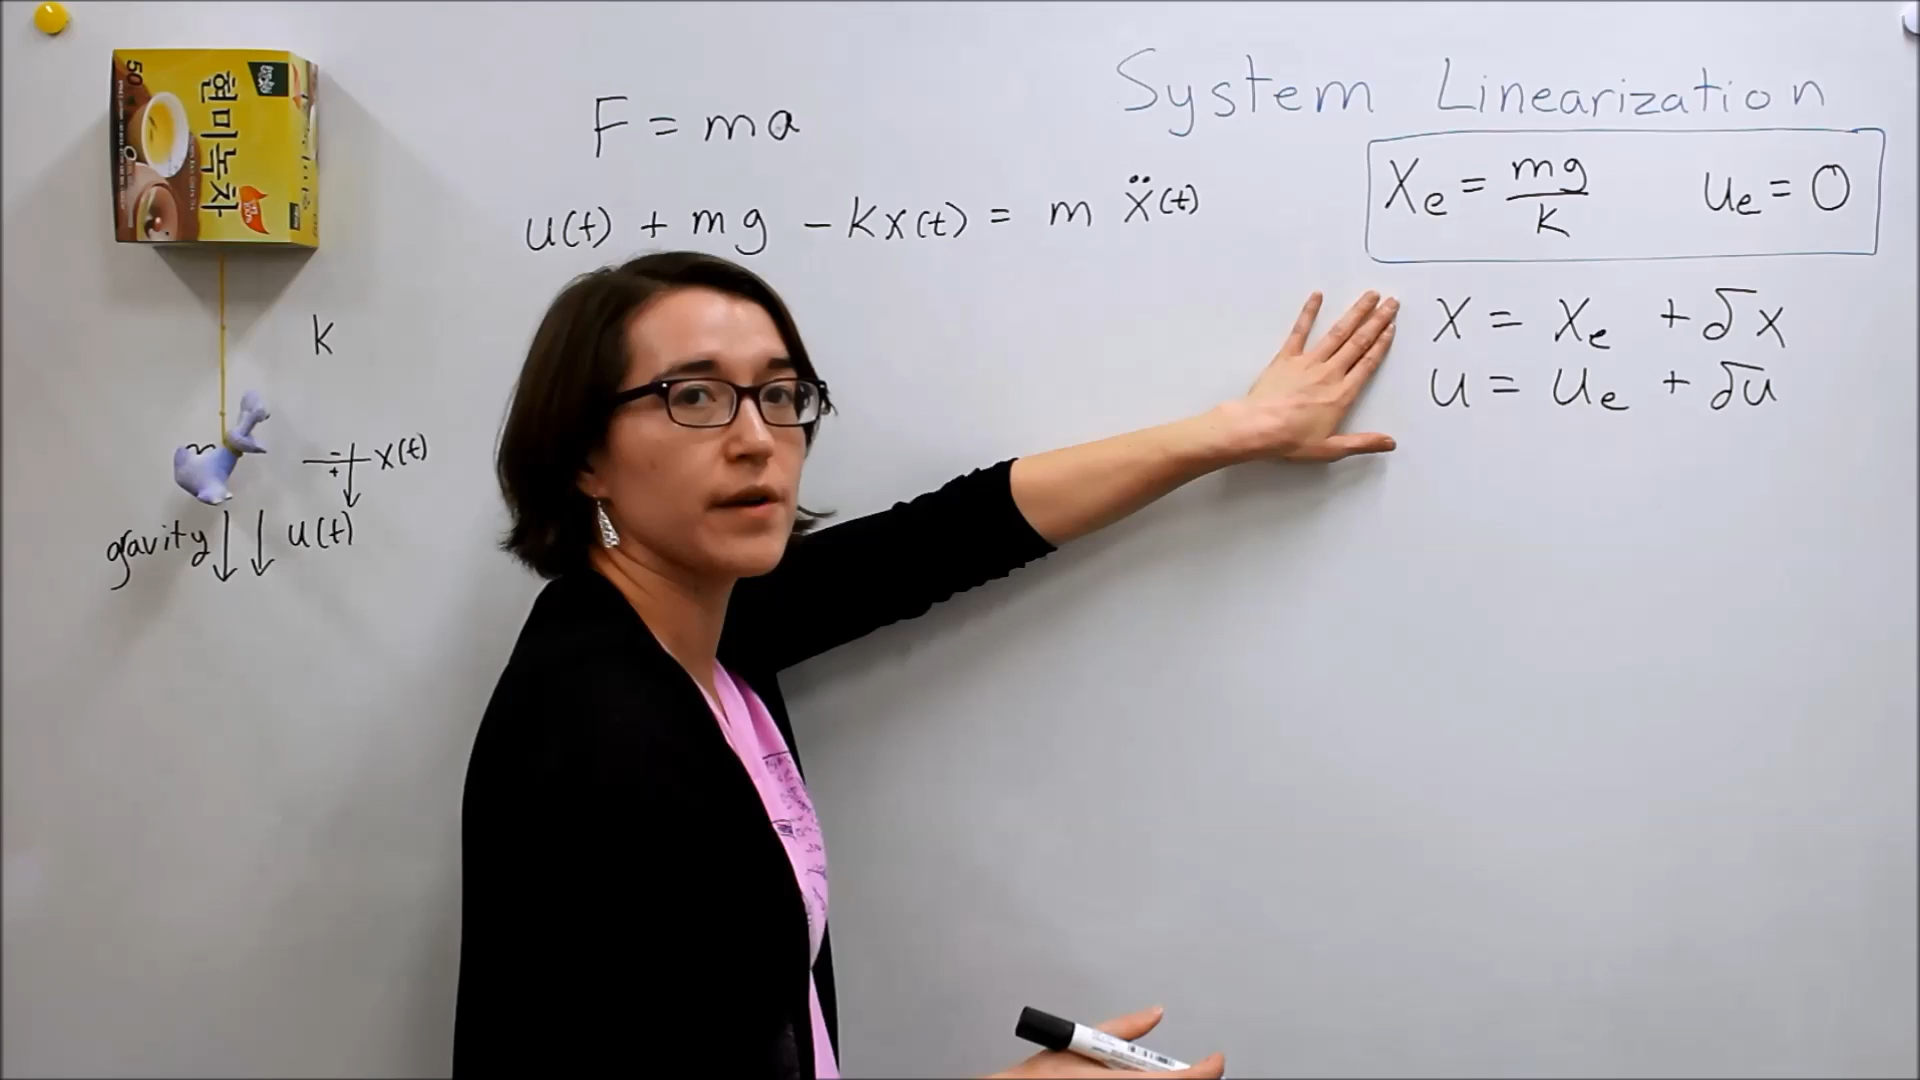 System Linearization
50
현미녹차
F = ma
u(t) + mg - kx(t) = m ẍ(t)
Xe = mg/k ue = 0
x = xe + δx
u = ue + δu
k
m
- + x(t)
gravity u(t)